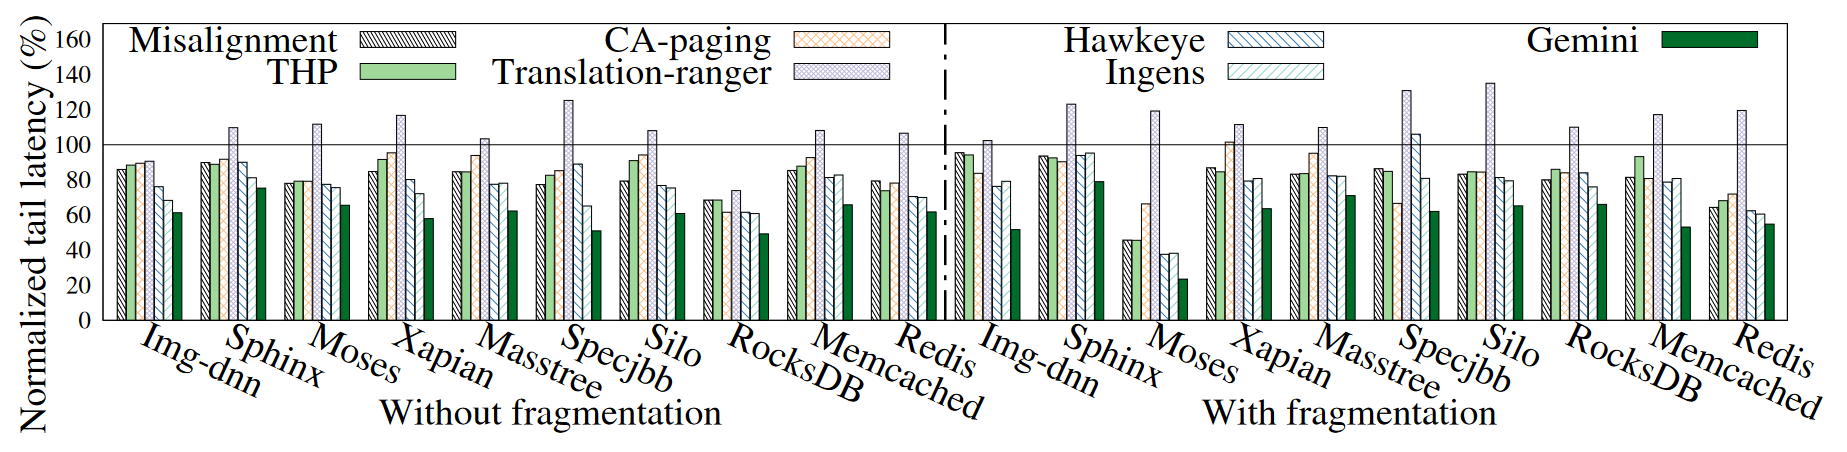 Normalized tail latency (%)
160
140
120
100
80
60
40
20
0
Misalignment
THP
CA-paging
Translation-ranger
Hawkeye
Ingens
Gemini
Img-dnn
Sphinx
Moses
Xapian
Masstree
Specjbb
Silo
RocksDB
Memcached
Redis
Img-dnn
Sphinx
Moses
Xapian
Masstree
Specjbb
Silo
RocksDB
Memcached
Redis
Without fragmentation
With fragmentation